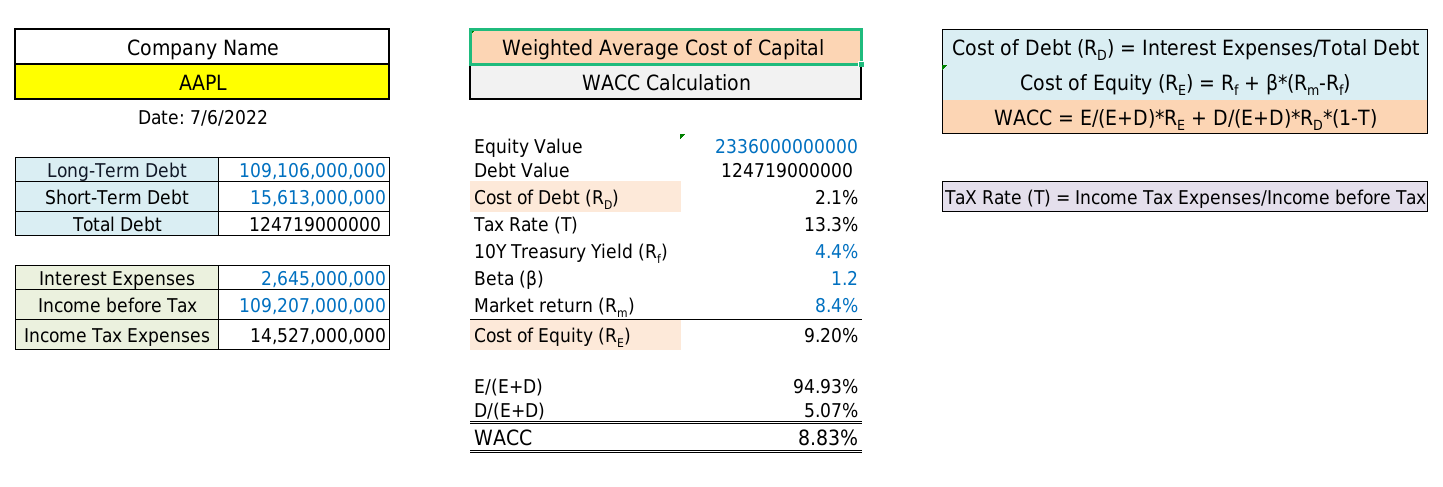 Company Name
AAPL
Date: 7/6/2022
Long-Term Debt 109,106,000,000
Short-Term Debt 15,613,000,000
Total Debt 124719000000
Interest Expenses 2,645,000,000
Income before Tax 109,207,000,000
Income Tax Expenses 14,527,000,000
Weighted Average Cost of Capital
WACC Calculation
Equity Value 2336000000000
Debt Value 124719000000
Cost of Debt (R_D) 2.1%
Tax Rate (T) 13.3%
10Y Treasury Yield (R_f) 4.4%
Beta (β) 1.2
Market return (R_m) 8.4%
Cost of Equity (R_E) 9.20%
E/(E+D) 94.93%
D/(E+D) 5.07%
WACC 8.83%
Cost of Debt (R_D) = Interest Expenses/Total Debt
Cost of Equity (R_E) = R_f + β*(R_m-R_f)
WACC = E/(E+D)*R_E + D/(E+D)*R_D*(1-T)
TaX Rate (T) = Income Tax Expenses/Income before Tax